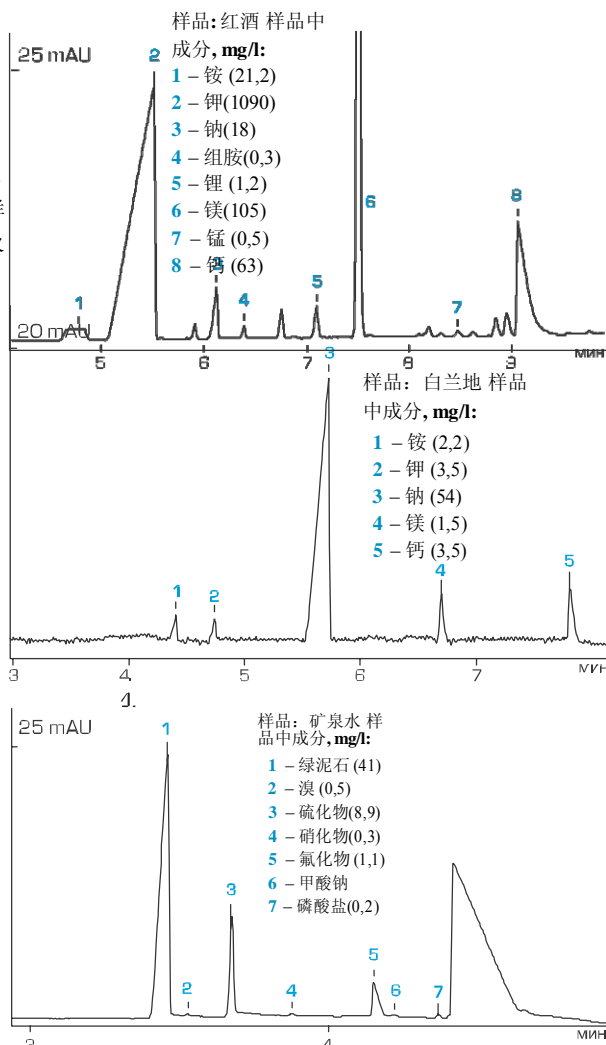 样品: 红酒 样品中
成分, mg/l:
25 mAU
2
1 – 铵 (21,2)
2 – 钾(1090)
3 – 钠(18)
4 – 组胺(0,3)
5 – 锂 (1,2)
6 – 镁(105)
7 – 锰 (0,5)
8 – 钙 (63)
6
8
1
3
4
5
7
20 mAU
5 6 7 8 9 мин
3
样品：白兰地 样品
中成分, mg/l:
1 – 铵 (2,2)
2 – 钾 (3,5)
3 – 钠 (54)
4 – 镁 (1,5)
5 – 钙 (3,5)
1
2
4
5
3 4 5 6 7 мин
25 mAU
1
样品：矿泉水 样
品中成分, mg/l:
1 – 绿泥石 (41)
2 – 溴 (0,5)
3 – 硫化物(8,9)
4 – 硝化物(0,3)
5 – 氟化物 (1,1)
6 – 甲酸钠
7 – 磷酸盐(0,2)
3
2
4
5
6
7
3 4 мин